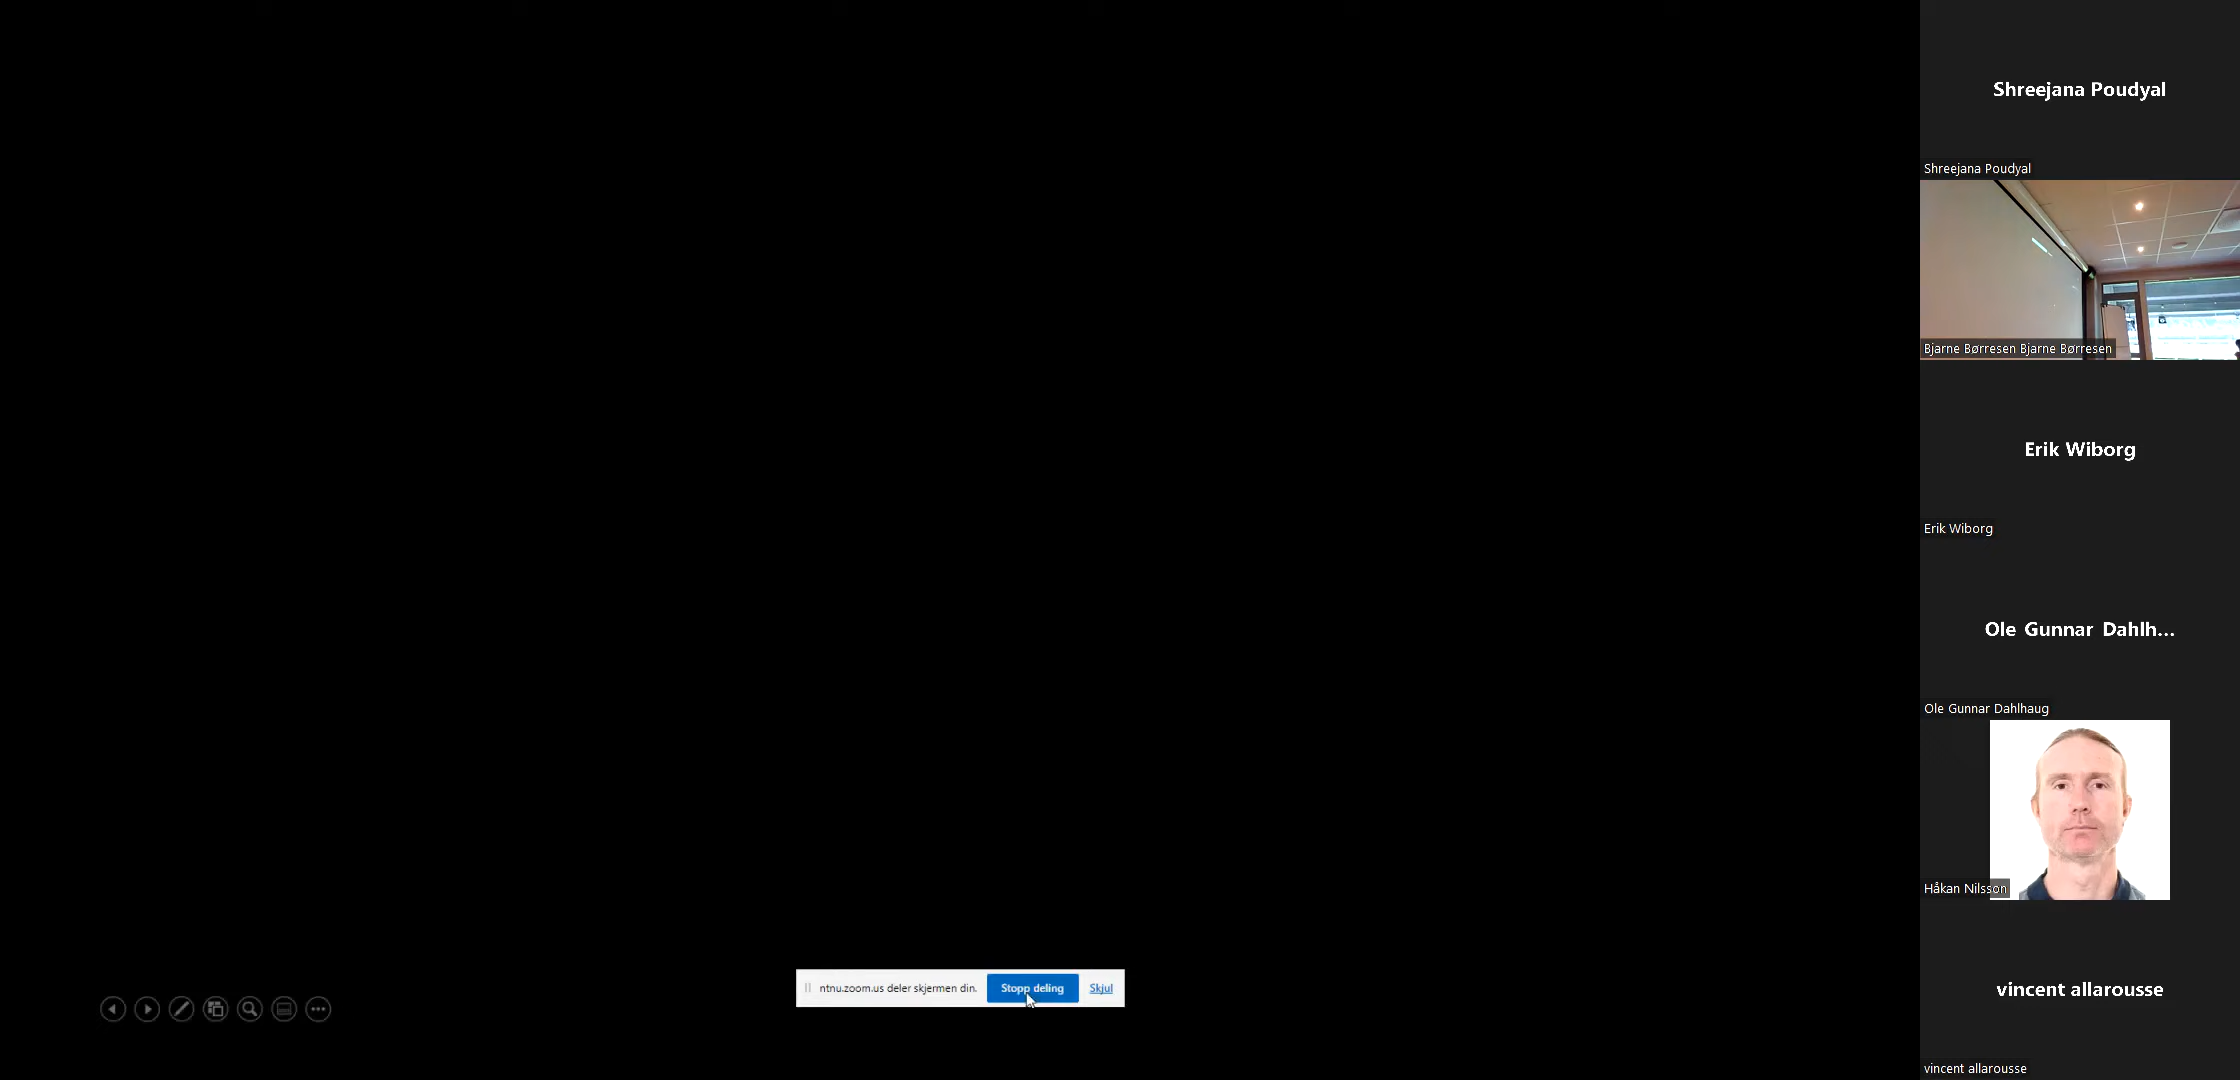 Shreejana Poudyal
Shreejana Poudyal
Bjarne Børresen Bjarne Børresen
Erik Wiborg
Erik Wiborg
Ole Gunnar Dahlh...
Ole Gunnar Dahlhaug
Håkan Nilsson
vincent allarousse
vincent allarousse
ntnu.zoom.us deler skjermen din. Stopp deling Skjul